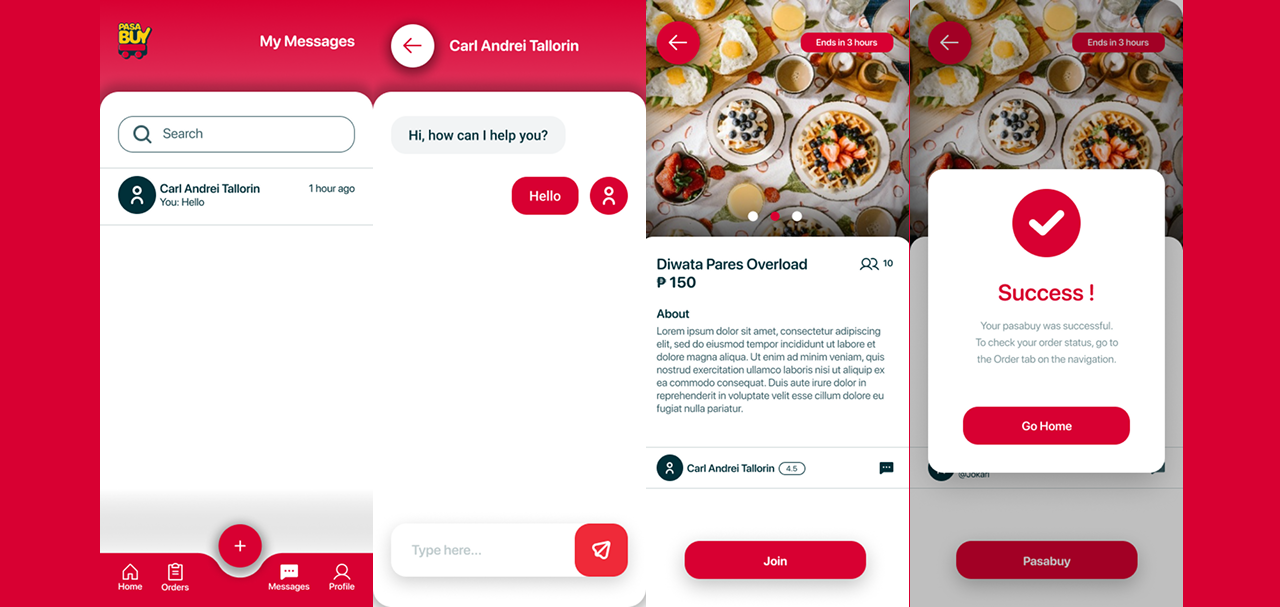 PASA
BUY
My Messages
Search
Carl Andrei Tallorin
1 hour ago
You: Hello
+
Home
Orders
Messages
Profile
Carl Andrei Tallorin
Hi, how can I help you?
Hello
Type here...
Ends in 3 hours
Diwata Pares Overload
10
₱ 150
About
Lorem ipsum dolor sit amet, consectetur adipiscing
elit, sed do eiusmod tempor incididunt ut labore et
dolore magna aliqua. Ut enim ad minim veniam, quis
nostrud exercitation ullamco laboris nisi ut aliquip ex
ea commodo consequat. Duis aute irure dolor in
reprehenderit in voluptate velit esse cillum dolore eu
fugiat nulla pariatur.
Carl Andrei Tallorin
4.5
Join
Ends in 3 hours
Success !
Your pasabuy was successful.
To check your order status, go to
the Order tab on the navigation.
Go Home
@Jokari
Pasabuy